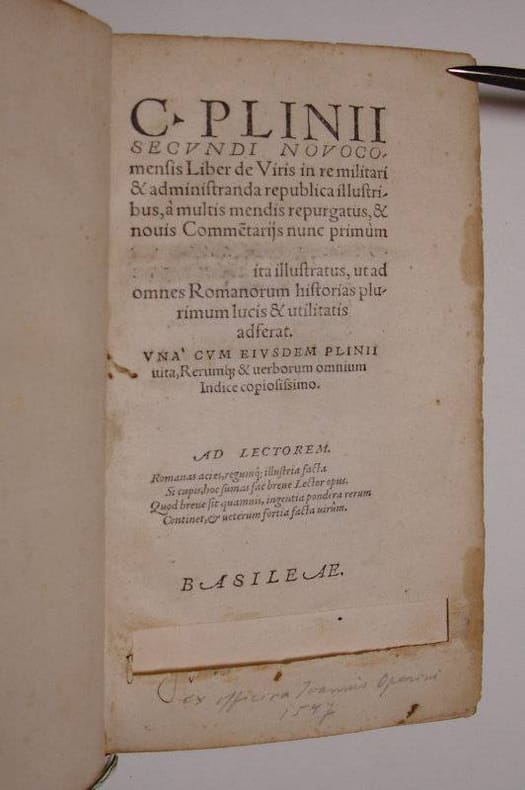 C‣ PLINII
SECVNDI NOVOCO-
mensis Liber de Viris in re militari
& administranda republica illustri-
bus, à multis mendis repurgatus, &
nouis Commẽtarijs nunc primùm
ita illustratus, ut ad
omnes Romanorum historias plu-
rimum lucis & utilitatis
adferat.
VNA' CVM EIVSDEM PLINII
uita, Rerumq́; & uerborum omnium
Indice copiosissimo.
AD LECTOREM.
Romanas acies, regumq́; illustria facta
Si cupis, hoc sumas fac breue Lector opus.
Quod breue sit quamuis, ingentia pondera rerum
Continet, & ueterum fortia facta uirûm.
BASILEAE.
ex officina Ioannis Oporini
1547